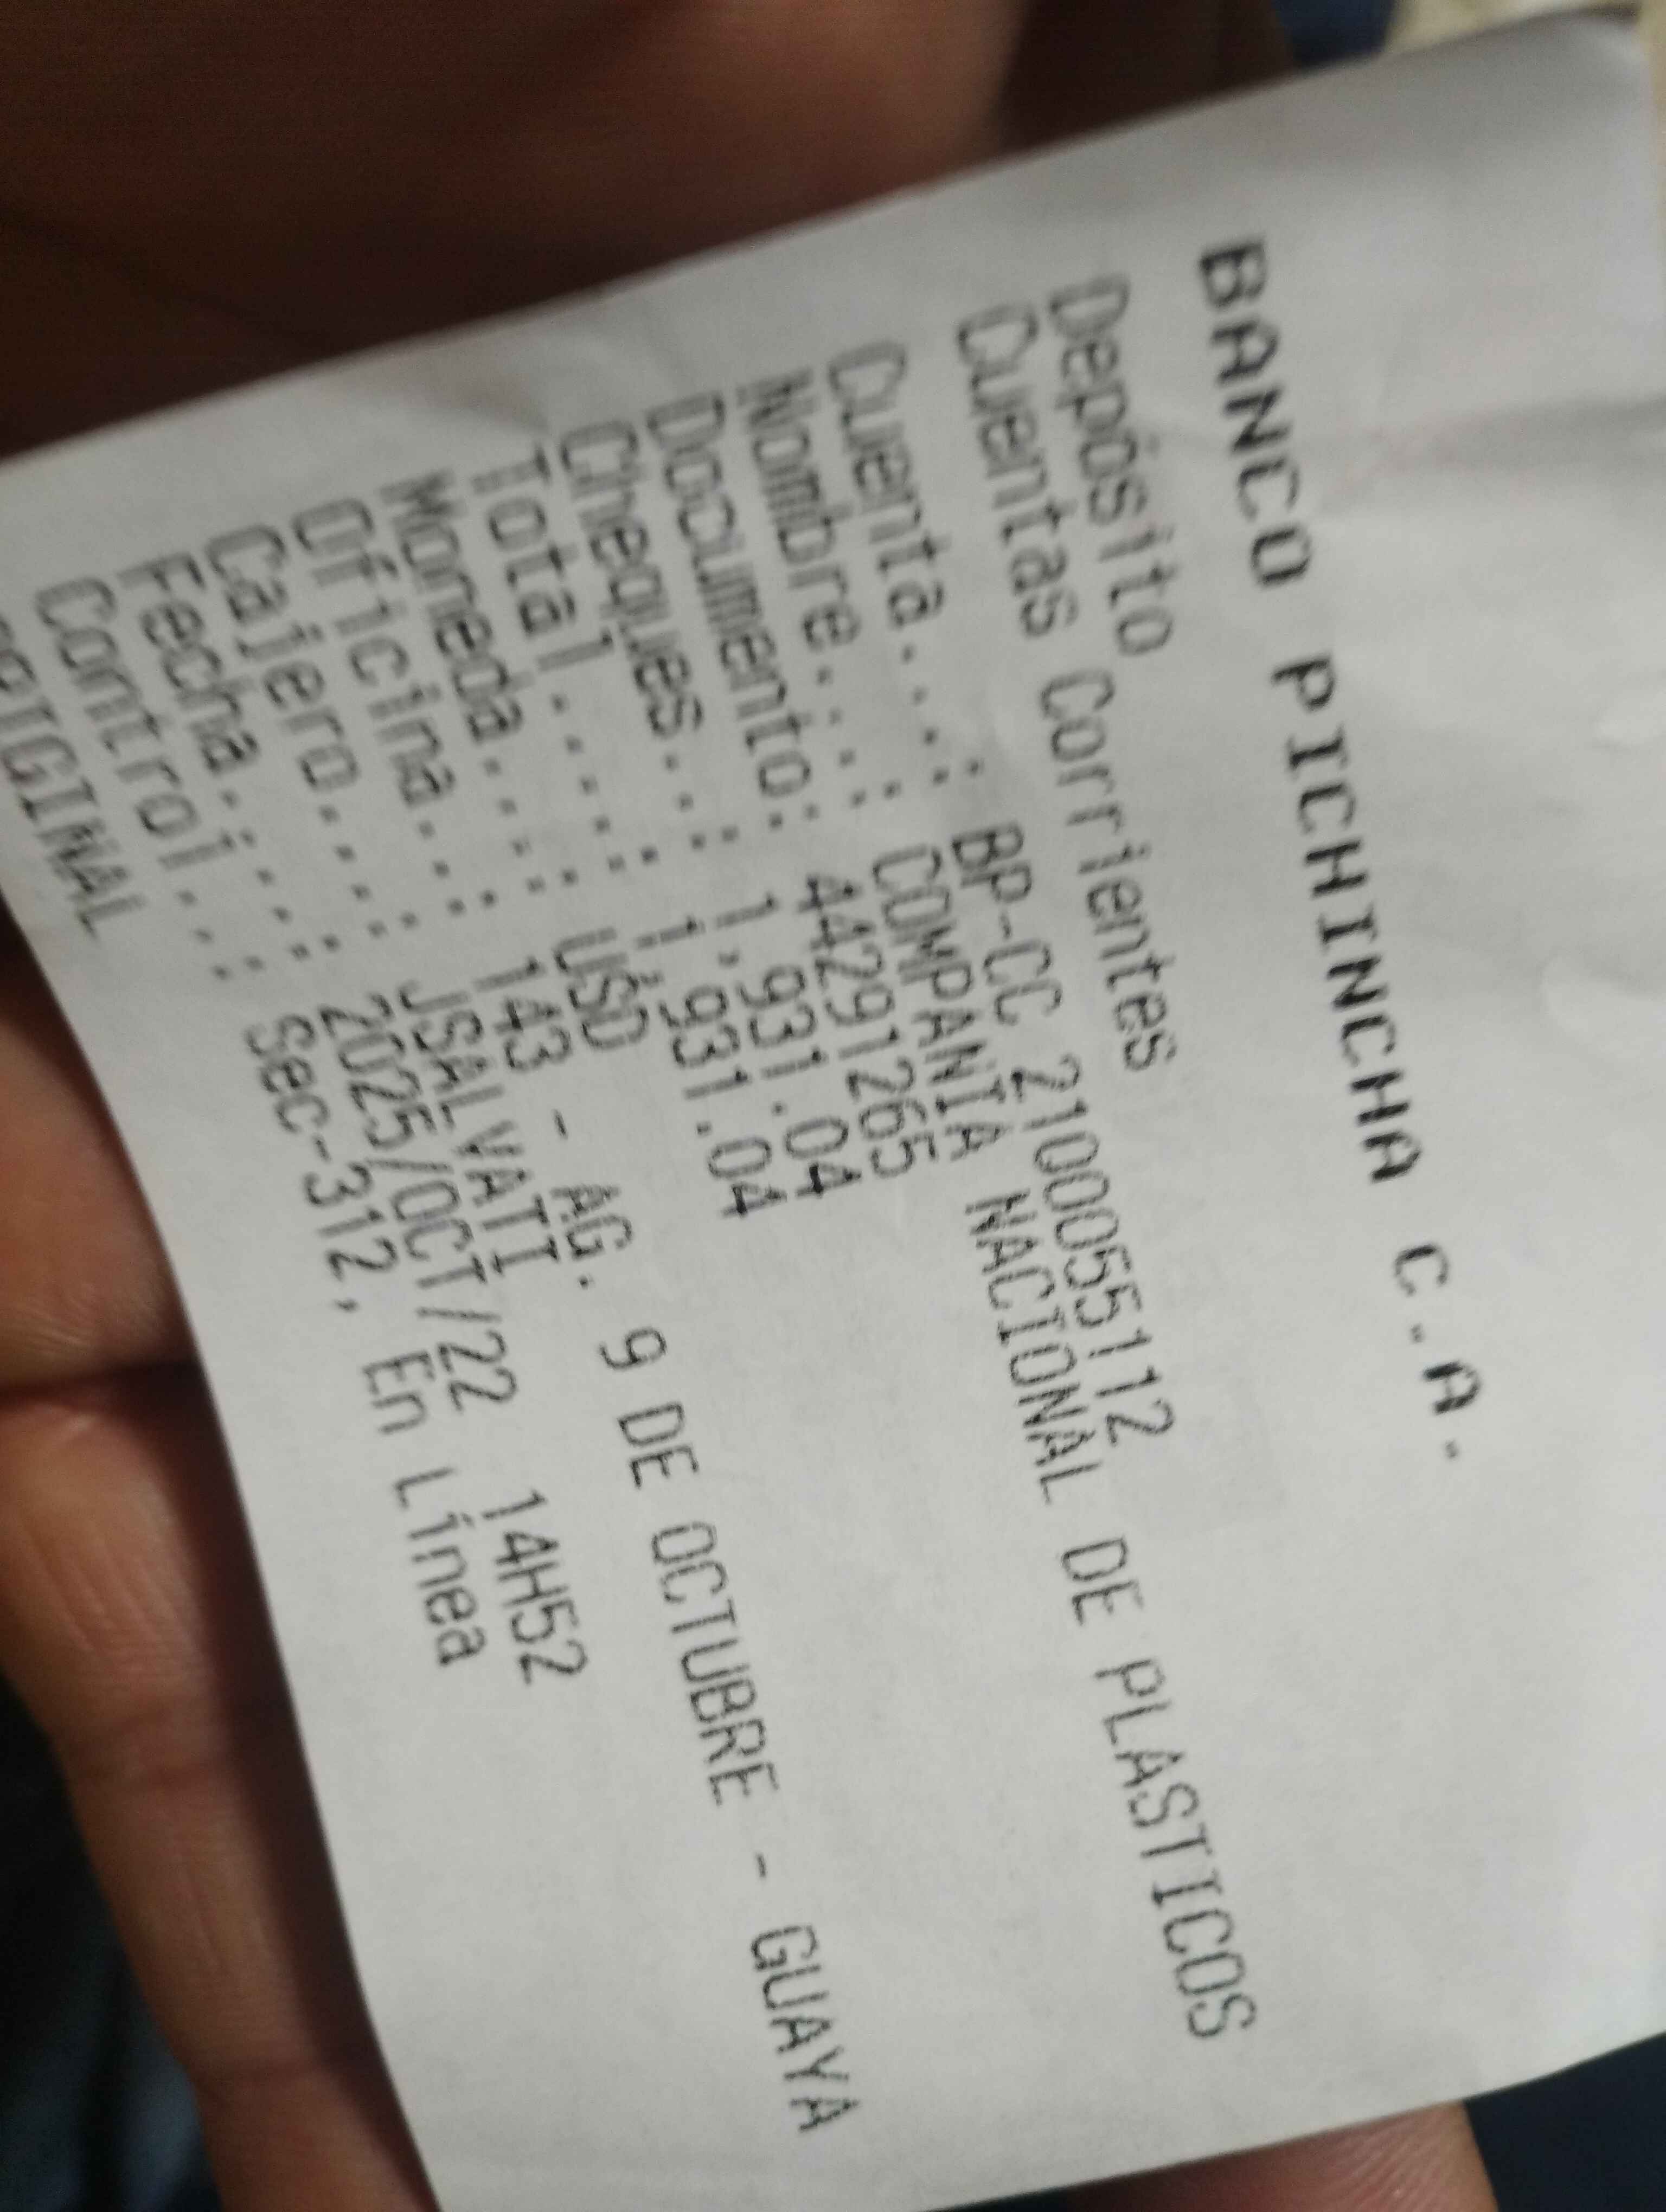 BANCO PICHINCHA C.A.
Depósito
Cuentas Corrientes
Cuenta....: BP-CC 2100055112
Nombre....: COMPANIA NACIONAL DE PLASTICOS
Documento: 44291265
Cheques...: 1,931.04
Total.....: 1,931.04
Moneda....: USD
Oficina...: 143 - AG. 9 DE OCTUBRE - GUAYA
Cajero....: JSALVATI
Fecha.....: 2025/OCT/22 14H52
Control...: Sec-312, En Línea
ORIGINAL